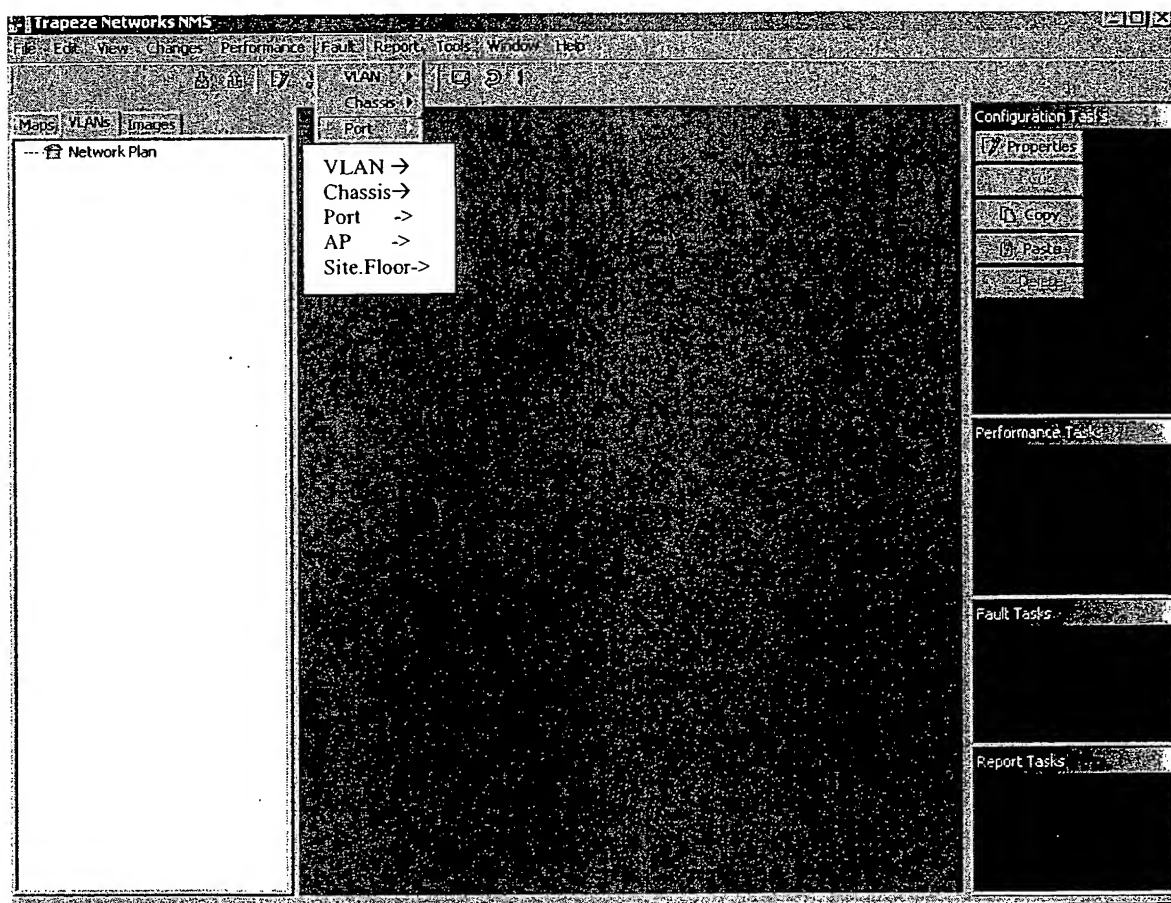 Trapeze Networks NMS
File Edit View Changes Performance Fault Report Tools Window Help
VLAN
Chassis
Port
Maps VLANs Images
Network Plan
VLAN →
Chassis→
Port ->
AP ->
Site.Floor->
Configuration Tasks
Properties
Copy
Paste
Delete
Performance Tasks
Fault Tasks
Report Tasks